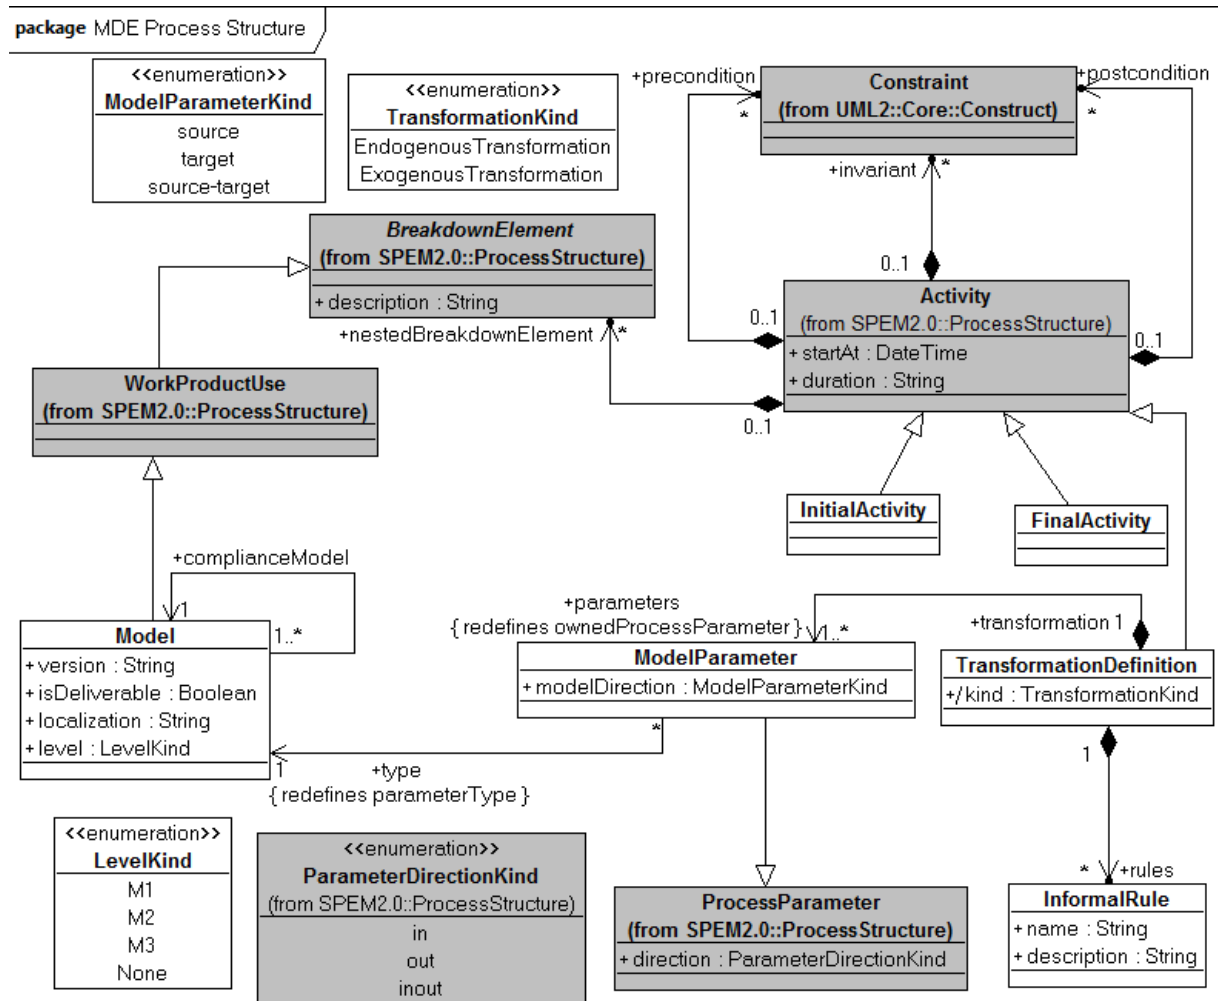 package MDE Process Structure
<<enumeration>>
ModelParameterKind
source
target
source-target
<<enumeration>>
TransformationKind
EndogenousTransformation
ExogenousTransformation
+precondition
*
Constraint
(from UML2::Core::Construct)
+postcondition
*
+invariant
*
BreakdownElement
(from SPEM2.0::ProcessStructure)
+ description : String
+nestedBreakdownElement
*
0..1
0..1
0..1
0..1
Activity
(from SPEM2.0::ProcessStructure)
+ startAt : DateTime
+ duration : String
WorkProductUse
(from SPEM2.0::ProcessStructure)
InitialActivity
FinalActivity
+complianceModel
1
1..*
Model
+ version : String
+ isDeliverable : Boolean
+ localization : String
+ level : LevelKind
+parameters
{ redefines ownedProcessParameter }
1..*
+transformation 1
ModelParameter
+ modelDirection : ModelParameterKind
TransformationDefinition
+/ kind : TransformationKind
*
1
+type
{ redefines parameterType }
1
* +rules
<<enumeration>>
LevelKind
M1
M2
M3
None
<<enumeration>>
ParameterDirectionKind
(from SPEM2.0::ProcessStructure)
in
out
inout
ProcessParameter
(from SPEM2.0::ProcessStructure)
+ direction : ParameterDirectionKind
InformalRule
+ name : String
+ description : String